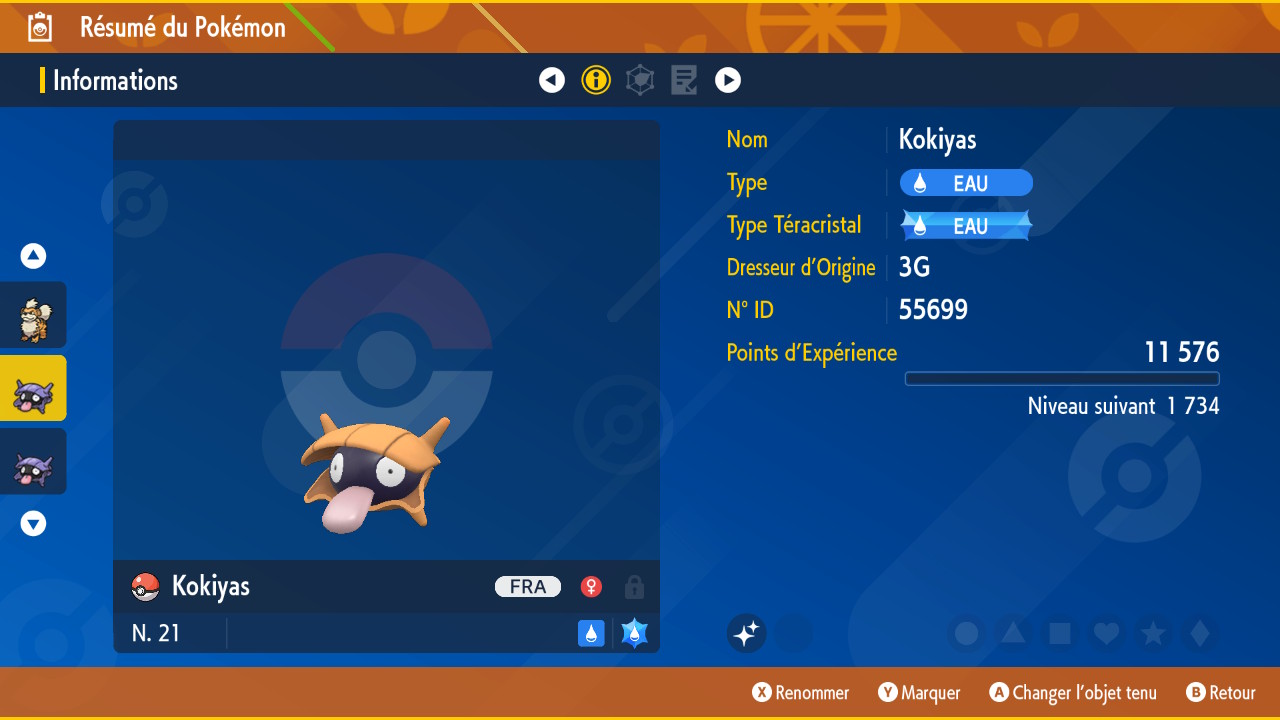 Résumé du Pokémon
Informations
Nom Kokiyas
Type EAU
Type Téracristal EAU
Dresseur d'Origine 3G
N° ID 55699
Points d'Expérience 11 576
Niveau suivant 1 734
Kokiyas FRA
N. 21
X Renommer Y Marquer A Changer l'objet tenu B Retour